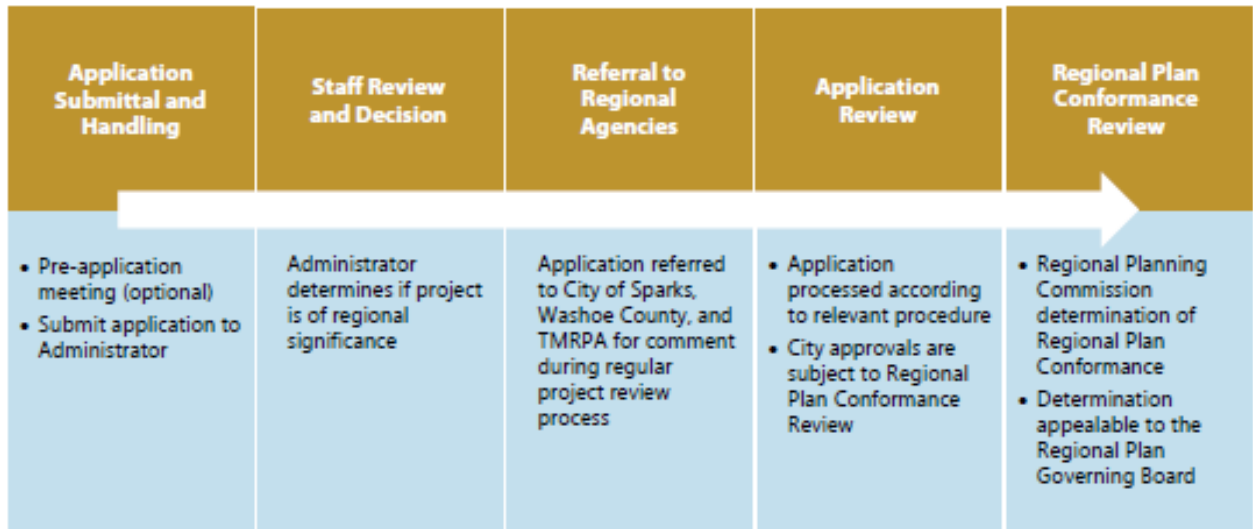 Application
Submittal and
Handling
Staff Review
and Decision
Referral to
Regional
Agencies
Application
Review
Regional Plan
Conformance
Review
• Pre-application
meeting (optional)
• Submit application to
Administrator
Administrator
determines if project
is of regional
significance
Application referred
to City of Sparks,
Washoe County, and
TMRPA for comment
during regular
project review
process
• Application
processed according
to relevant procedure
• City approvals are
subject to Regional
Plan Conformance
Review
• Regional Planning
Commission
determination of
Regional Plan
Conformance
• Determination
appealable to the
Regional Plan
Governing Board